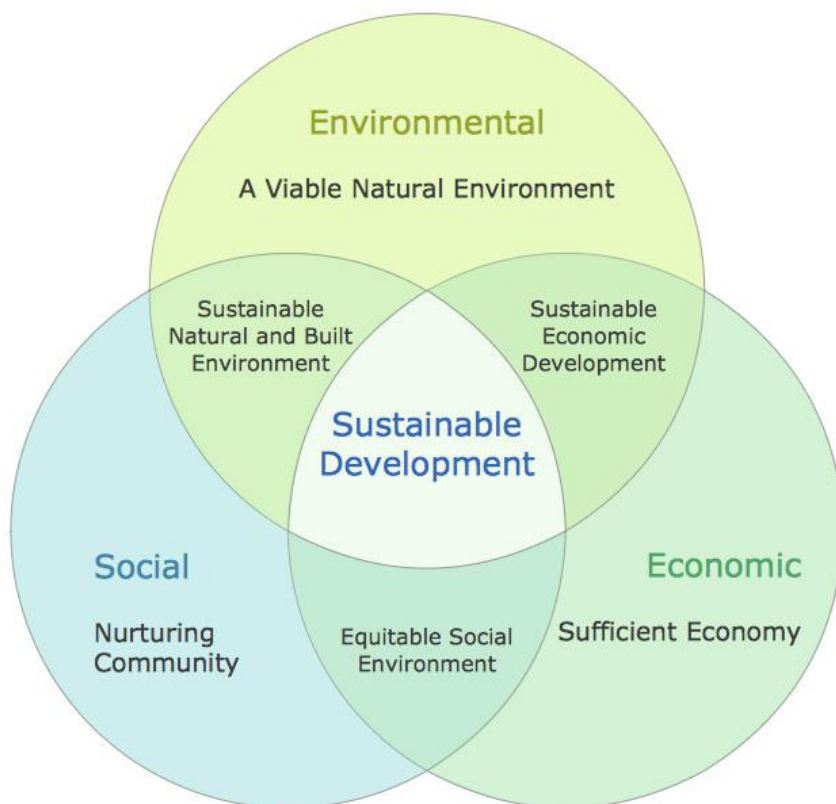 Environmental
A Viable Natural Environment
Sustainable
Natural and Built
Environment
Sustainable
Economic
Development
Sustainable
Development
Social
Nurturing
Community
Economic
Sufficient Economy
Equitable Social
Environment